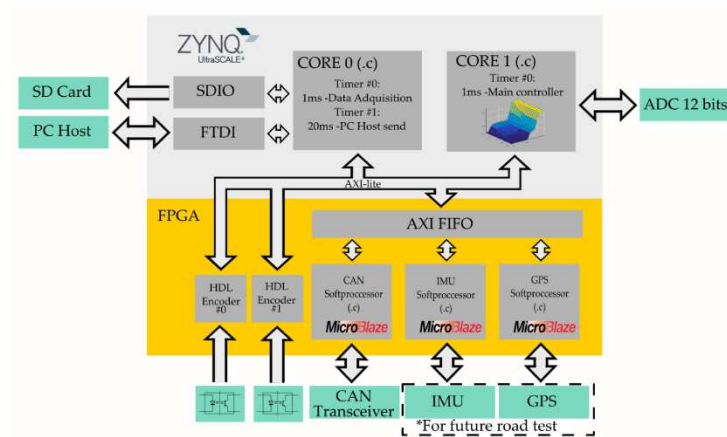 ZYNQ
UltraSCALE+
CORE 0 (.c)
Timer #0:
1ms -Data Adquisition
Timer #1:
20ms -PC Host send
CORE 1 (.c)
Timer #0:
1ms -Main controller
SD Card
SDIO
PC Host
FTDI
ADC 12 bits
AXI-lite
FPGA
AXI FIFO
HDL
Encoder
#0
HDL
Encoder
#1
CAN
Softproccessor
(.c)
MicroBlaze
IMU
Softproccessor
(.c)
MicroBlaze
GPS
Softproccessor
(.c)
MicroBlaze
CAN
Transceiver
IMU
GPS
*For future road test